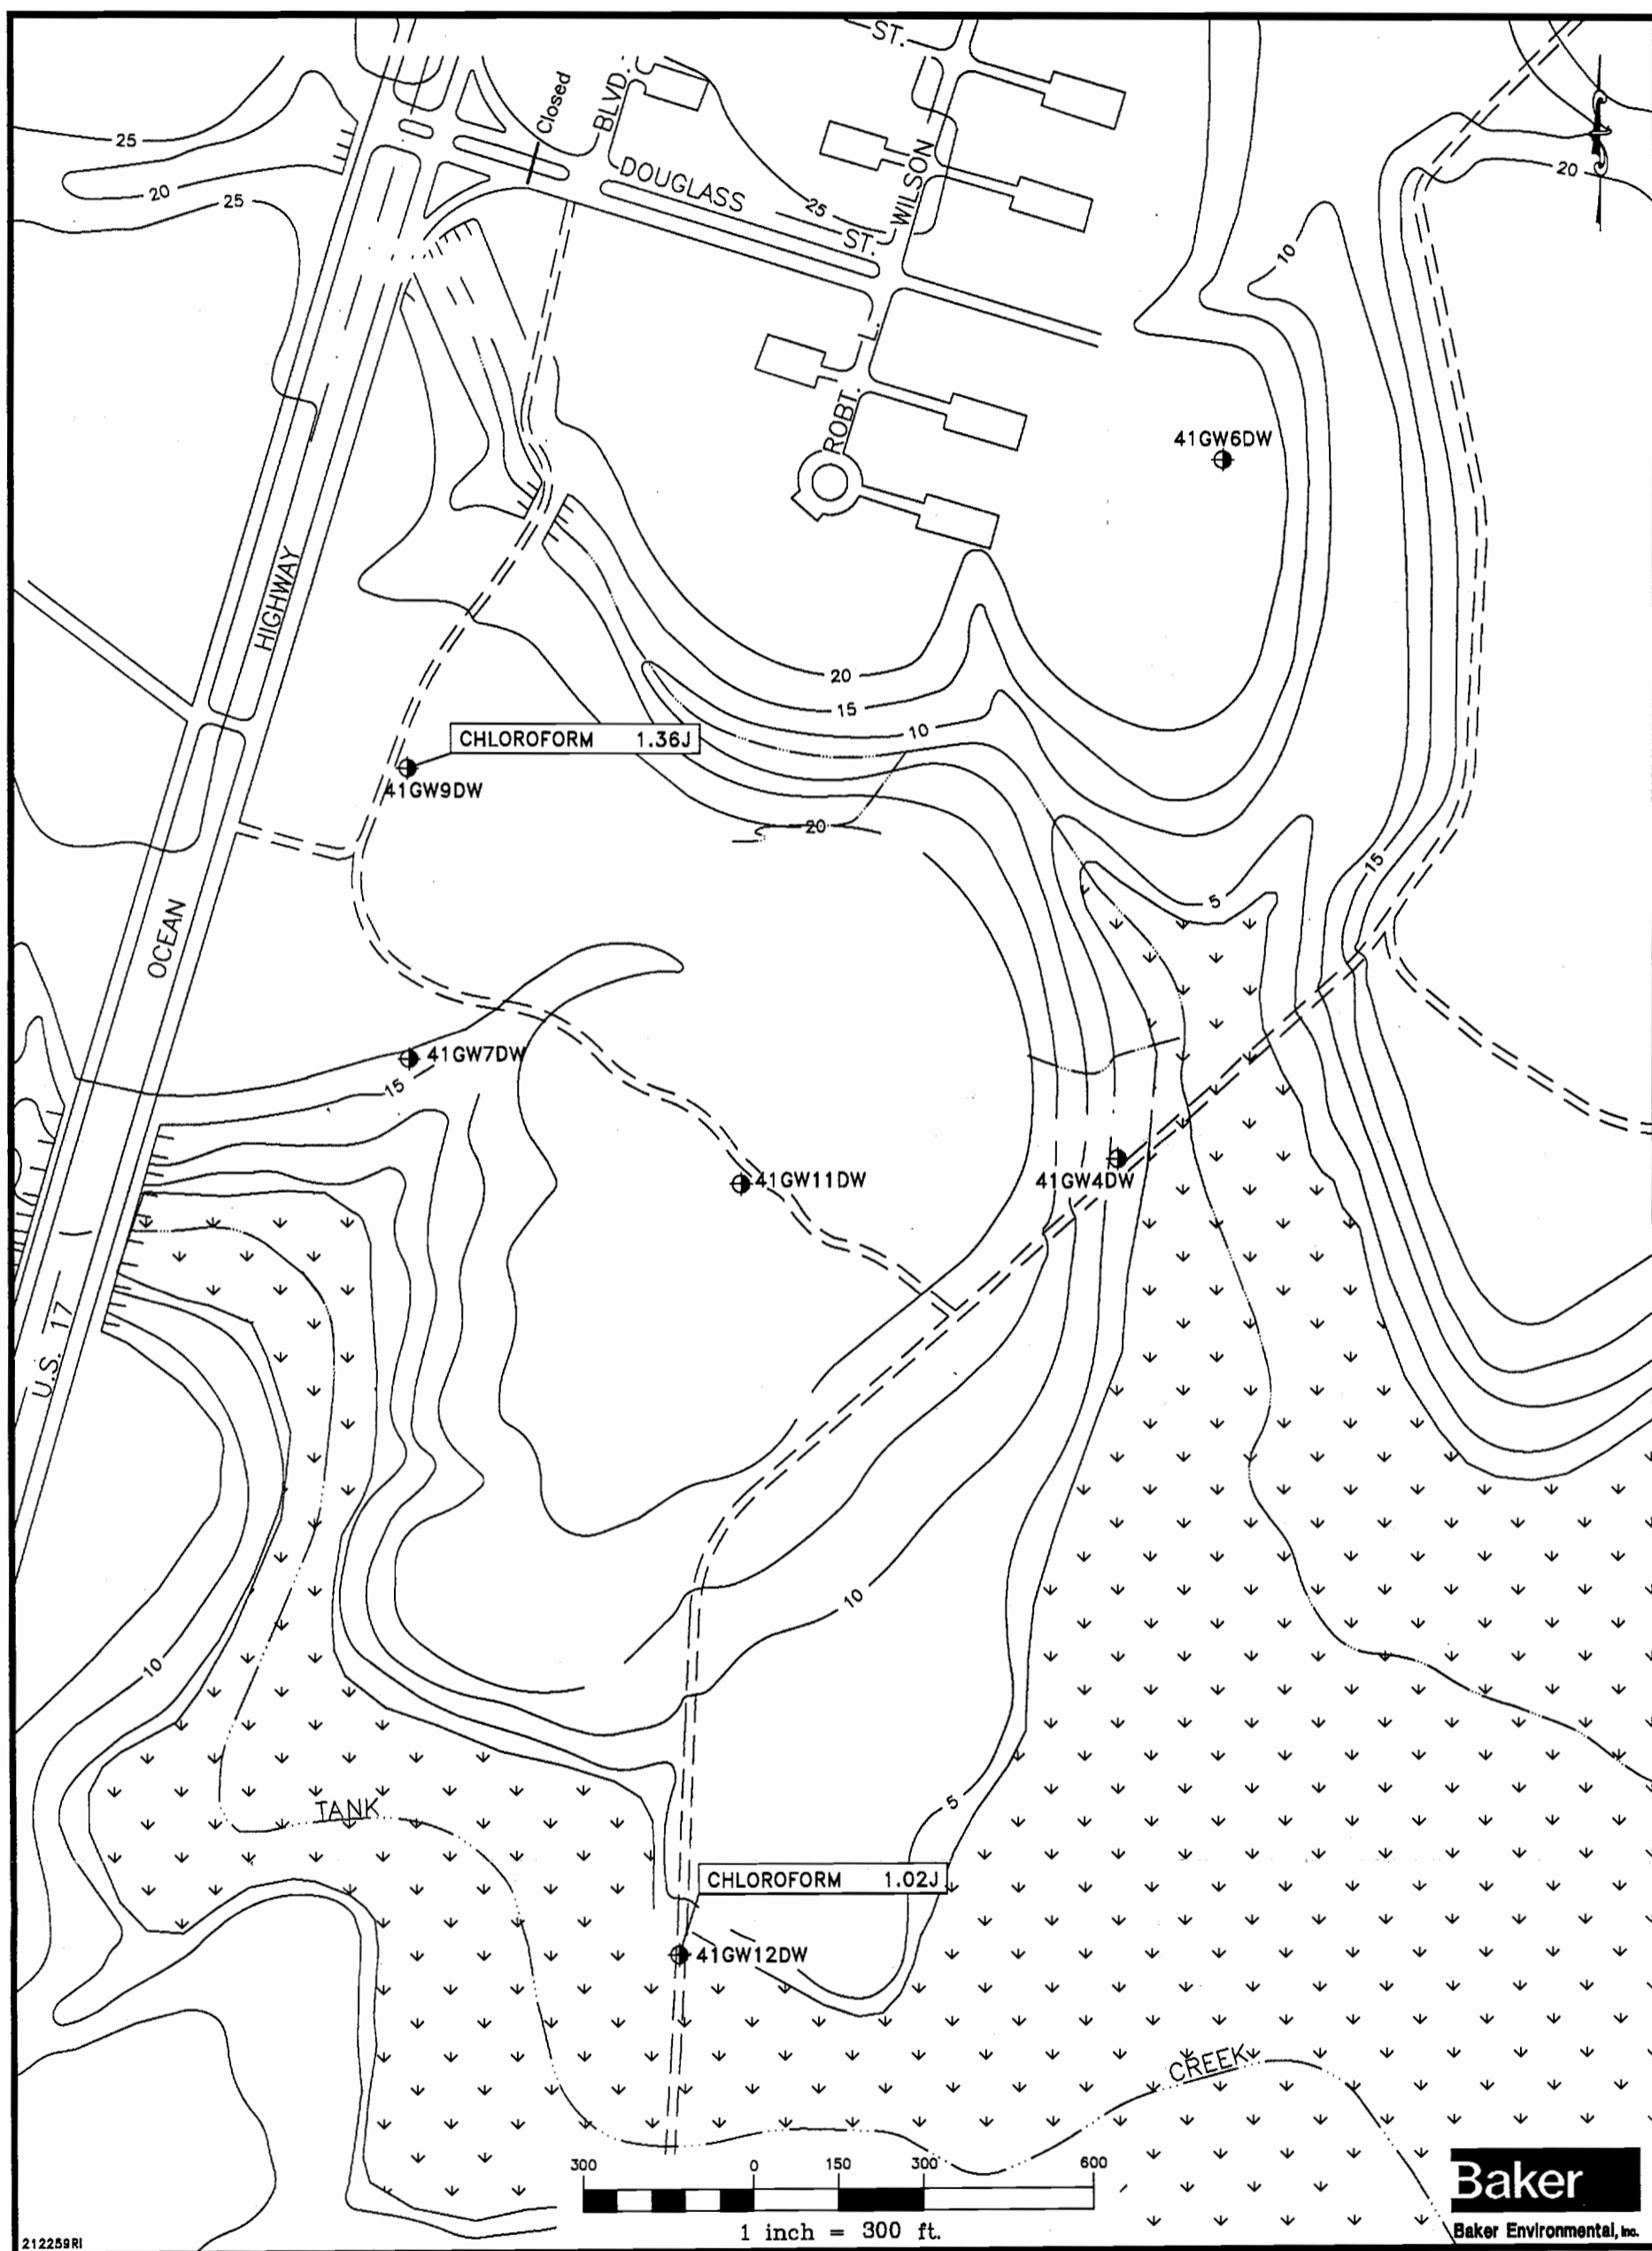 ST.
Closed
BLVD.
25
DOUGLASS
ST.
WILSON
20
25
25
20
10
L.
ROBT.
41GW6DW
HIGHWAY
20
15
10
CHLOROFORM 1.36J
41GW9DW
20
15
5
OCEAN
41GW7DW
15
41GW11DW
41GW4DW
U.S. 17
10
10
5
TANK
CHLOROFORM 1.02J
41GW12DW
CREEK
300 0 150 300 600
1 inch = 300 ft.
Baker
Baker Environmental, Inc.
212259RI